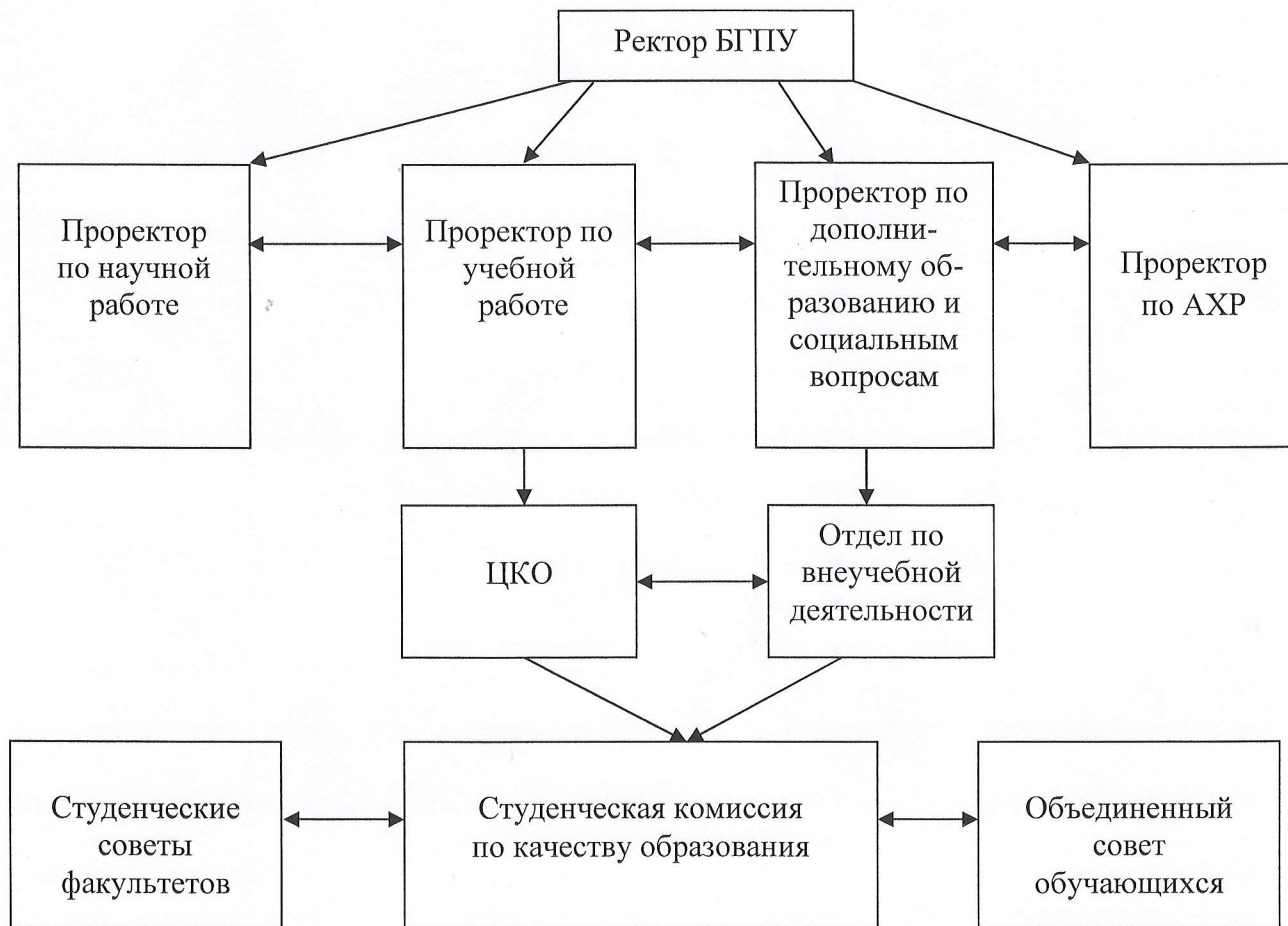 Ректор БГПУ
Проректор
по научной
работе
Проректор по
учебной
работе
Проректор по
дополни-
тельному об-
разованию и
социальным
вопросам
Проректор
по АХР
ЦКО
Отдел по
внеучебной
деятельности
Студенческие
советы
факультетов
Студенческая комиссия
по качеству образования
Объединенный
совет
обучающихся